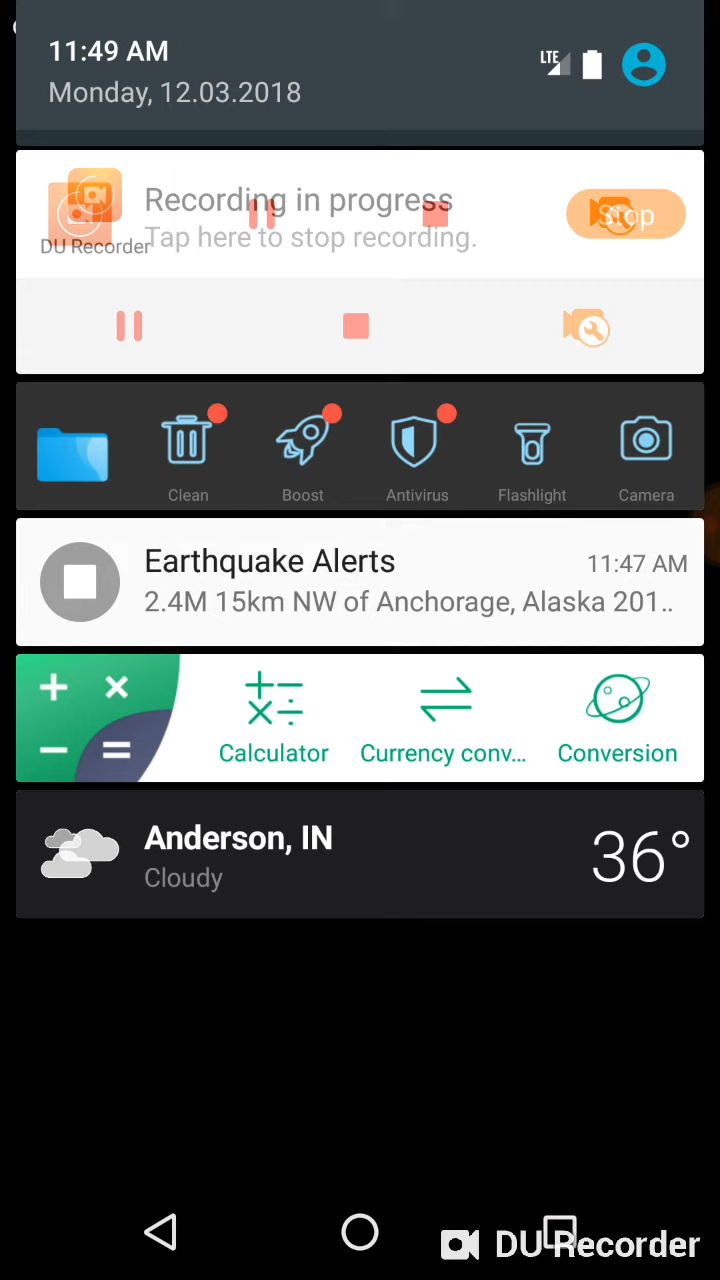 11:49 AM
LTE
Monday, 12.03.2018
Recording in progress
Stop
DU Recorder
Tap here to stop recording.
Clean
Boost
Antivirus
Flashlight
Camera
Earthquake Alerts
11:47 AM
2.4M 15km NW of Anchorage, Alaska 201..
Calculator
Currency conv...
Conversion
Anderson, IN
36°
Cloudy
DU Recorder